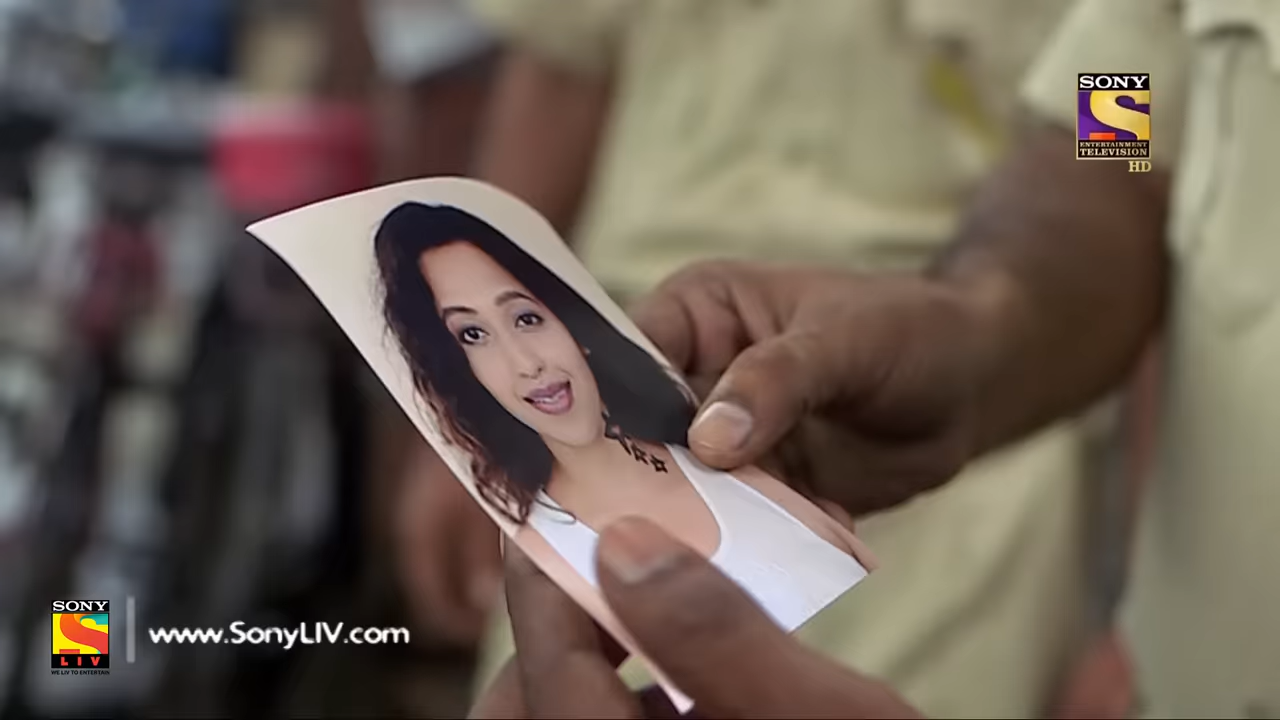 SONY
ENTERTAINMENT
TELEVISION
HD
SONY
LIV
WE LIV TO ENTERTAIN
www.SonyLIV.com